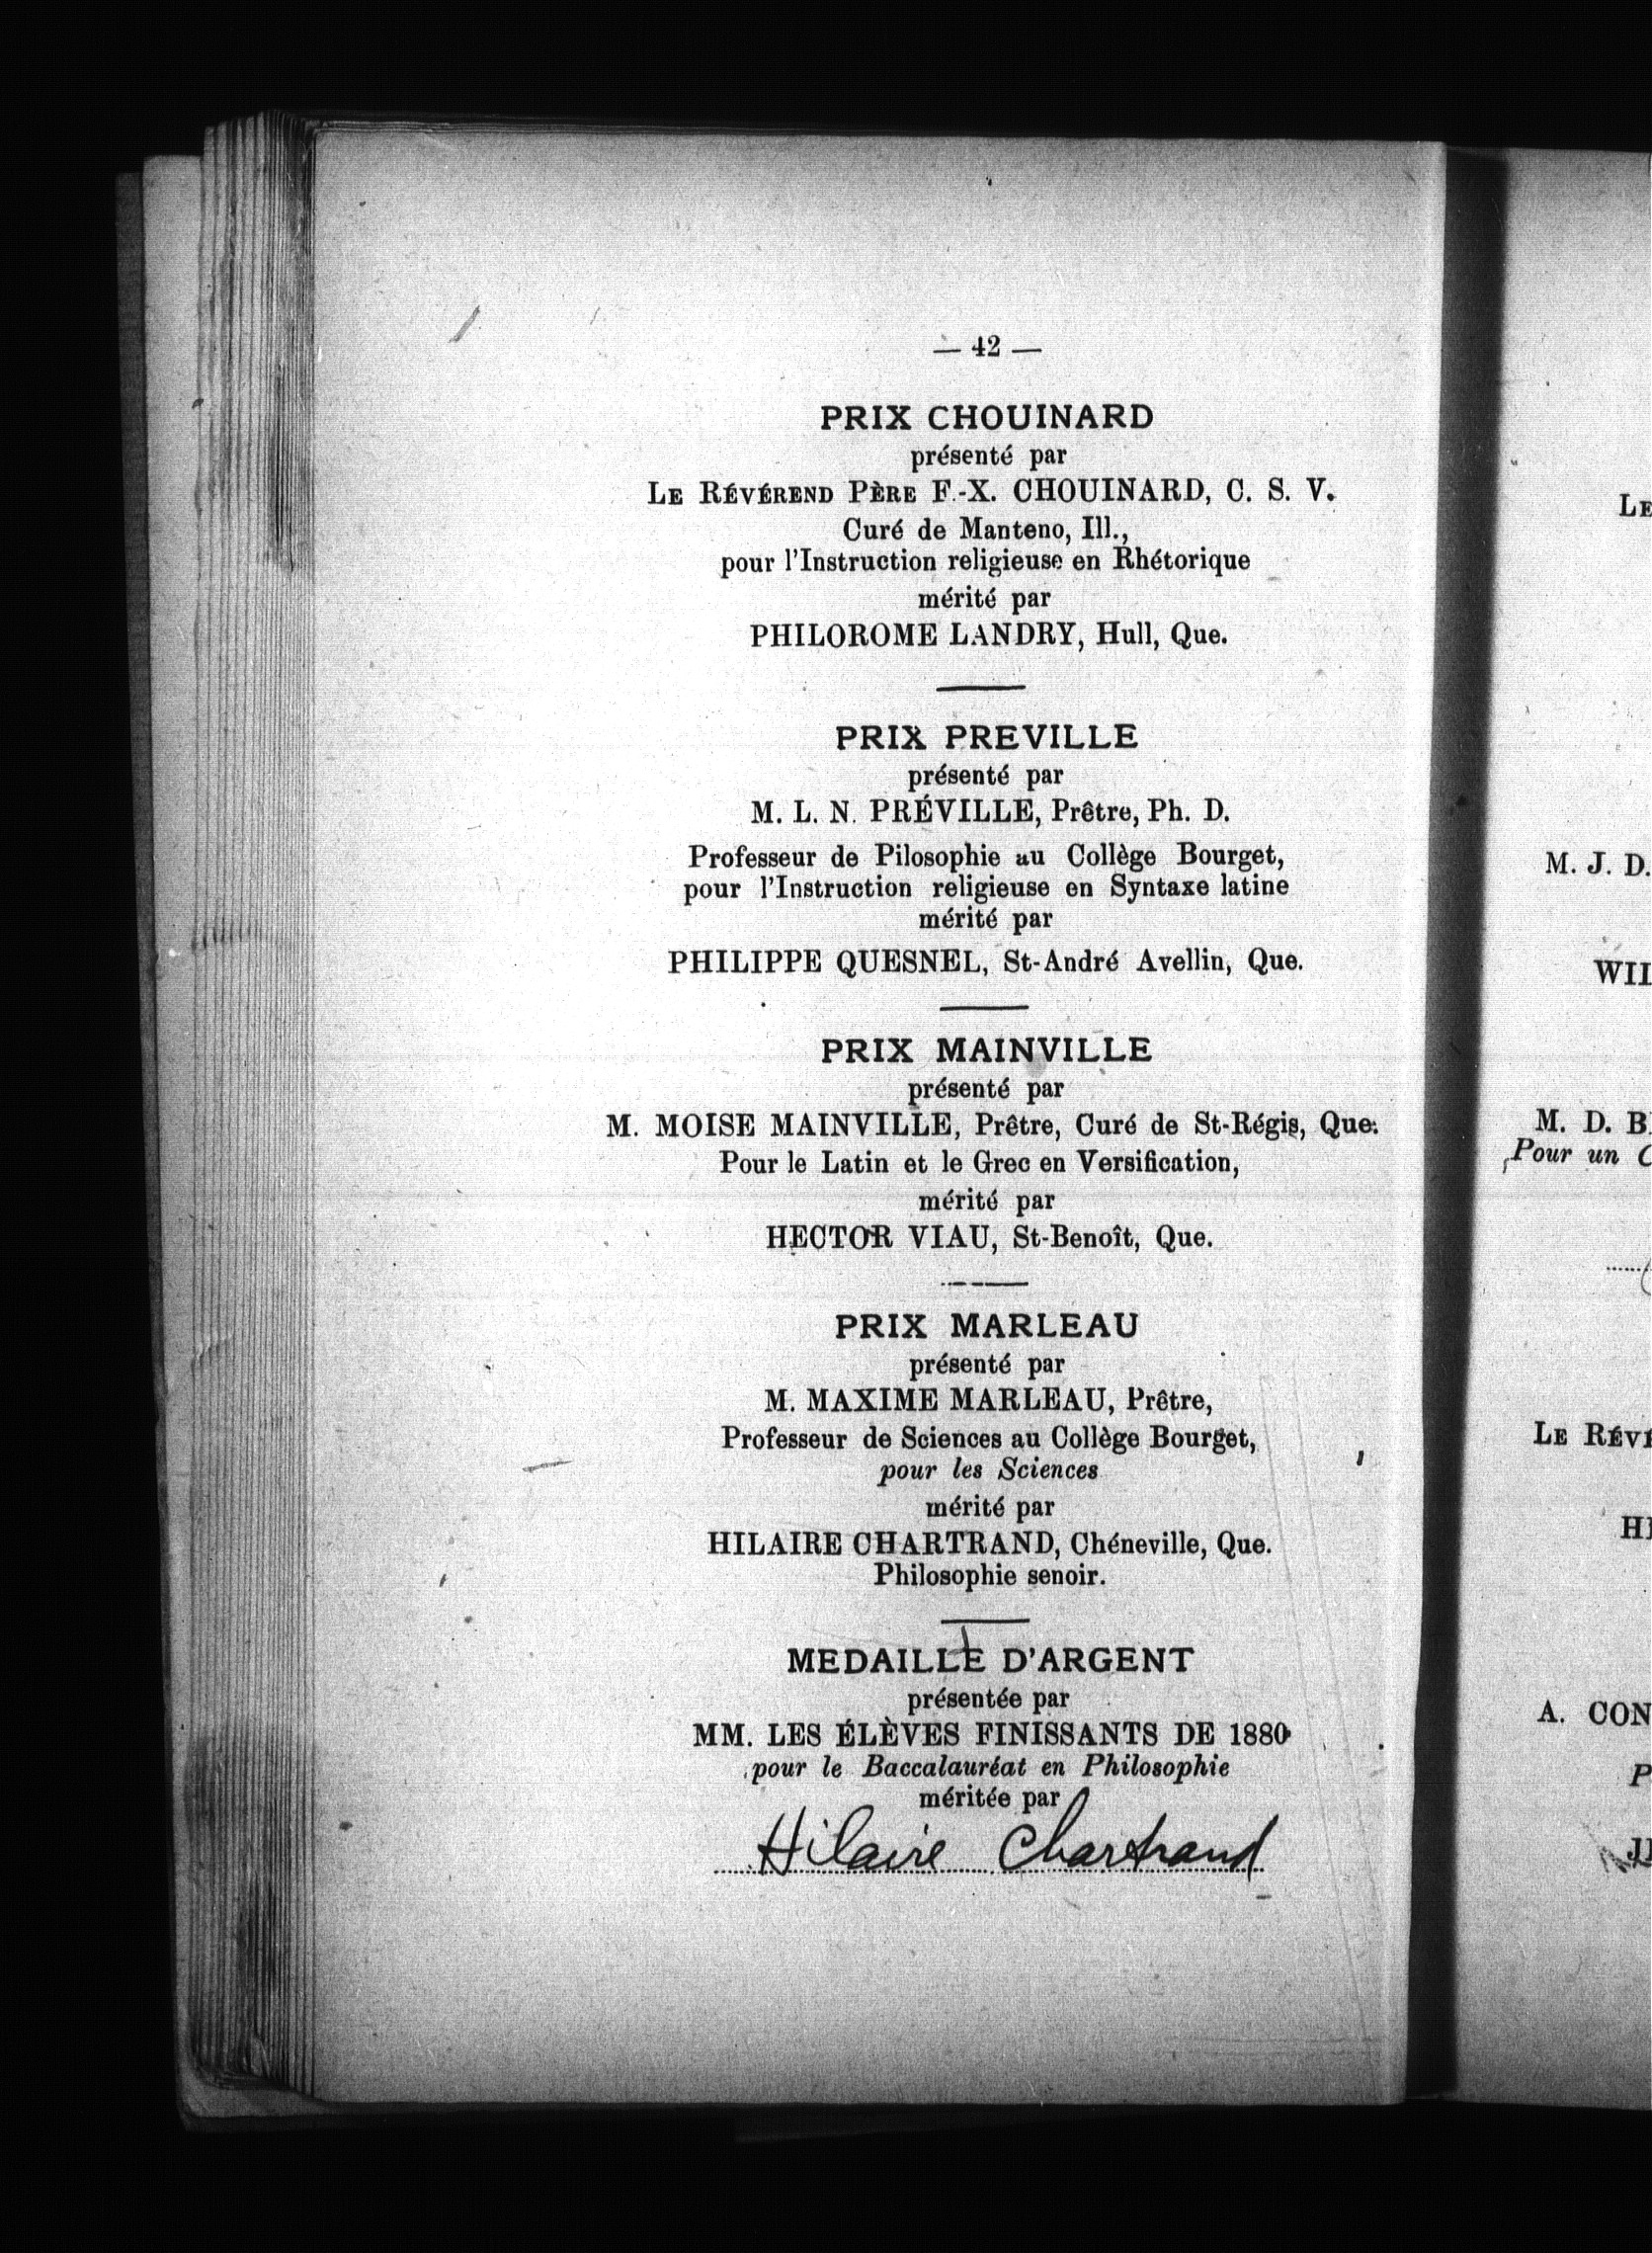 — 42 —
PRIX CHOUINARD
présenté par
LE RÉVÉREND PÈRE F.-X. CHOUINARD, C. S. V.
Curé de Manteno, Ill.,
pour l'Instruction religieuse en Rhétorique
mérité par
PHILOROME LANDRY, Hull, Que.
PRIX PREVILLE
présenté par
M. L. N. PRÉVILLE, Prêtre, Ph. D.
Professeur de Pilosophie au Collège Bourget,
pour l'Instruction religieuse en Syntaxe latine
mérité par
PHILIPPE QUESNEL, St-André Avellin, Que.
PRIX MAINVILLE
présenté par
M. MOISE MAINVILLE, Prêtre, Curé de St-Régis, Que.
Pour le Latin et le Grec en Versification,
mérité par
HECTOR VIAU, St-Benoît, Que.
PRIX MARLEAU
présenté par
M. MAXIME MARLEAU, Prêtre,
Professeur de Sciences au Collège Bourget,
pour les Sciences
mérité par
HILAIRE CHARTRAND, Chéneville, Que.
Philosophie senoir.
MEDAILLE D'ARGENT
présentée par
MM. LES ÉLÈVES FINISSANTS DE 1880
pour le Baccalauréat en Philosophie
méritée par
Hilaire Chartrand
LE
M. J. D.
M. D.
Pour un
LE
A.